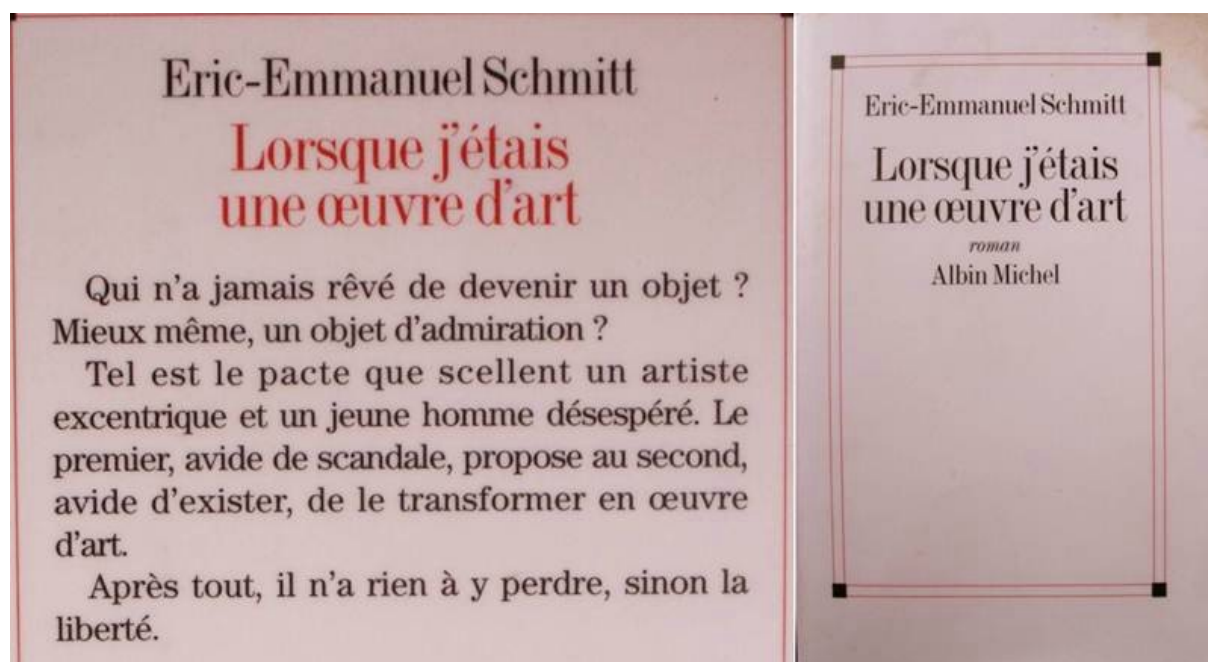 Eric-Emmanuel Schmitt
Lorsque j'étais
une œuvre d'art
Qui n'a jamais rêvé de devenir un objet ?
Mieux même, un objet d'admiration ?
Tel est le pacte que scellent un artiste
excentrique et un jeune homme désespéré. Le
premier, avide de scandale, propose au second,
avide d'exister, de le transformer en œuvre
d'art.
Après tout, il n'a rien à y perdre, sinon la
liberté.
Eric-Emmanuel Schmitt
Lorsque j'étais
une œuvre d'art
roman
Albin Michel